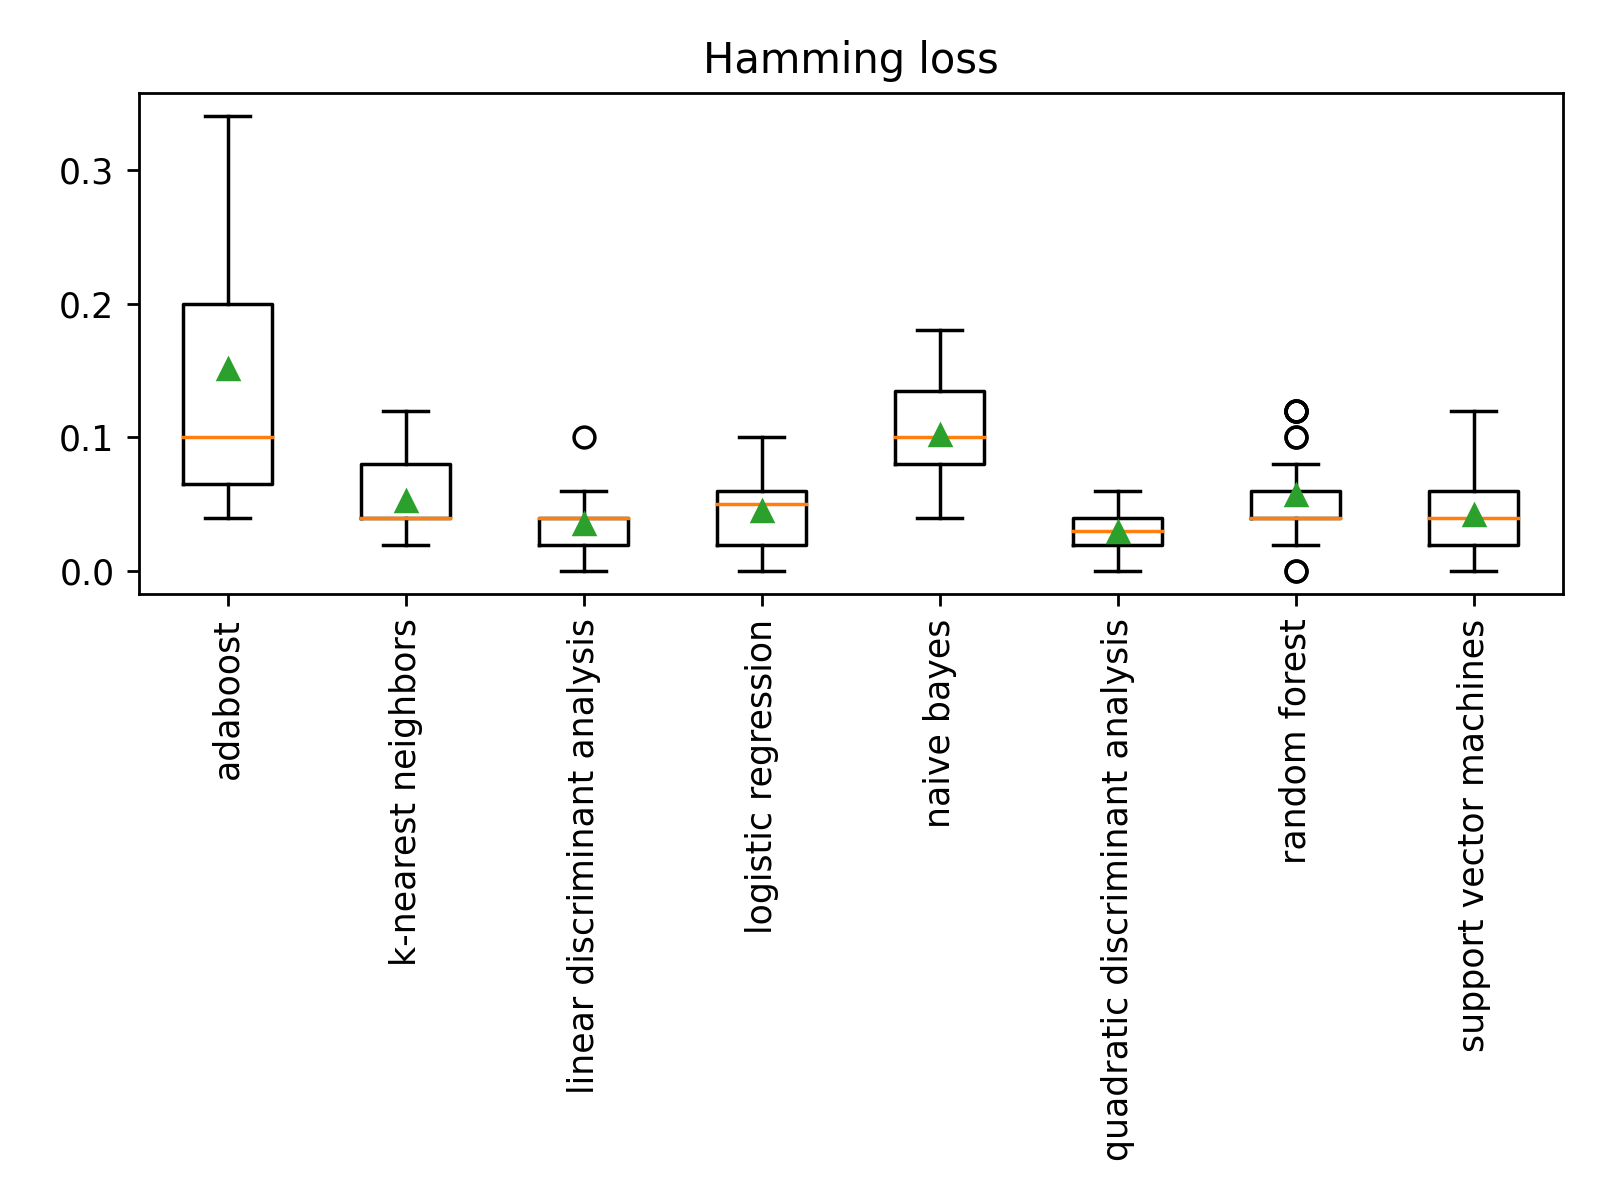 Hamming loss
0.3
0.2
0.1
0.0
adaboost
k-nearest neighbors
linear discriminant analysis
logistic regression
naive bayes
quadratic discriminant analysis
random forest
support vector machines